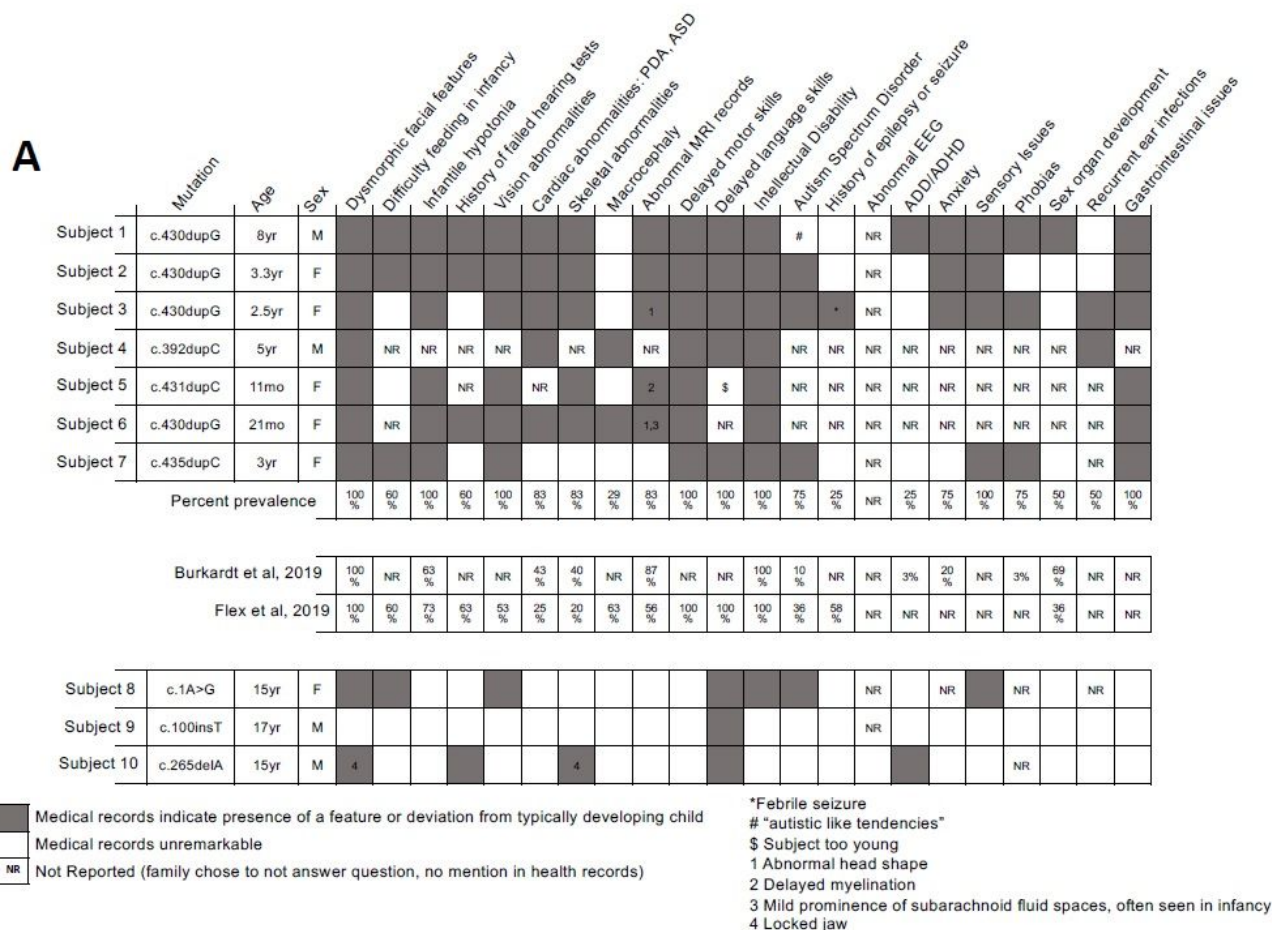 A
Mutation
Age
Sex
Dysmorphic facial features
Difficulty feeding in infancy
Infantile hypotonia
History of failed hearing tests
Vision abnormalities
Cardiac abnormalities: PDA, ASD
Skeletal abnormalities
Macrocephaly
Abnormal MRI records
Delayed motor skills
Delayed language skills
Intellectual Disability
Autism Spectrum Disorder
History of epilepsy or seizure
Abnormal EEG
ADD/ADHD
Anxiety
Sensory Issues
Phobias
Sex organ development
Recurrent ear infections
Gastrointestinal issues
Subject 1 c.430dupG 8yr M # NR
Subject 2 c.430dupG 3.3yr F NR
Subject 3 c.430dupG 2.5yr F 1 * NR
Subject 4 c.392dupC 5yr M NR NR NR NR NR NR NR NR NR NR NR NR NR NR NR
Subject 5 c.431dupC 11mo F NR NR 2 $ NR NR NR NR NR NR NR NR NR
Subject 6 c.430dupG 21mo F NR 1,3 NR NR NR NR NR NR NR NR NR NR
Subject 7 c.435dupC 3yr F NR NR
Percent prevalence 100% 60% 100% 60% 100% 83% 83% 29% 83% 100% 100% 100% 75% 25% NR 25% 75% 100% 75% 50% 50% 100%
Burkardt et al, 2019 100% NR 63% NR NR 43% 40% NR 87% NR NR 100% 10% NR NR 3% 20% NR 3% 69% NR NR
Flex et al, 2019 100% 60% 73% 63% 53% 25% 20% 63% 56% 100% 100% 100% 36% 58% NR NR NR NR NR 36% NR NR
Subject 8 c.1A>G 15yr F NR NR NR NR
Subject 9 c.100insT 17yr M NR
Subject 10 c.265delA 15yr M 4 4 NR
Medical records indicate presence of a feature or deviation from typically developing child
Medical records unremarkable
NR Not Reported (family chose to not answer question, no mention in health records)
*Febrile seizure
# "autistic like tendencies"
$ Subject too young
1 Abnormal head shape
2 Delayed myelination
3 Mild prominence of subarachnoid fluid spaces, often seen in infancy
4 Locked jaw